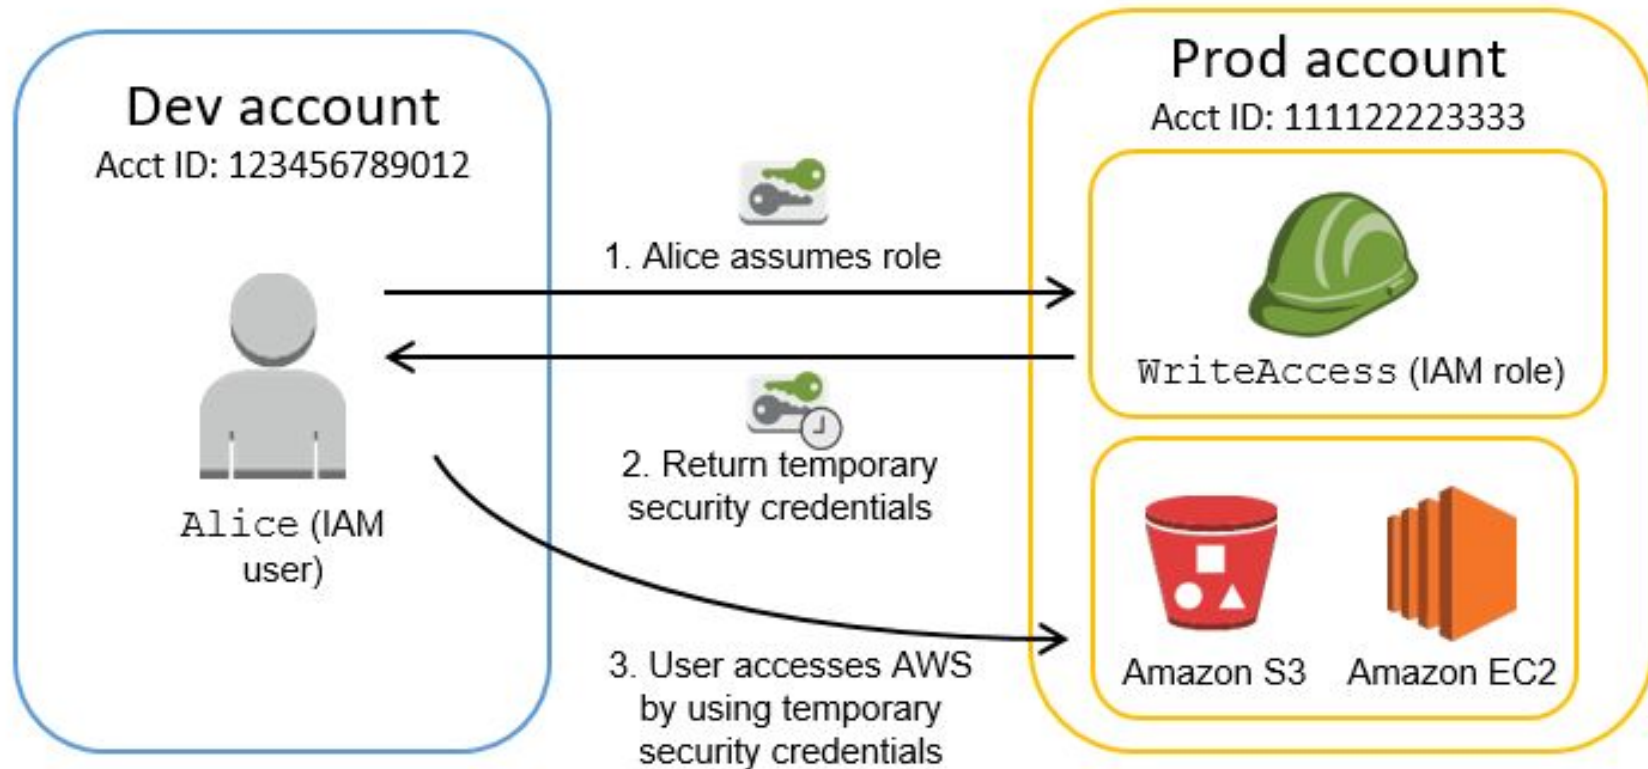 Dev account
Acct ID: 123456789012
Alice (IAM
user)
1. Alice assumes role
2. Return temporary
security credentials
3. User accesses AWS
by using temporary
security credentials
Prod account
Acct ID: 111122223333
WriteAccess (IAM role)
Amazon S3
Amazon EC2